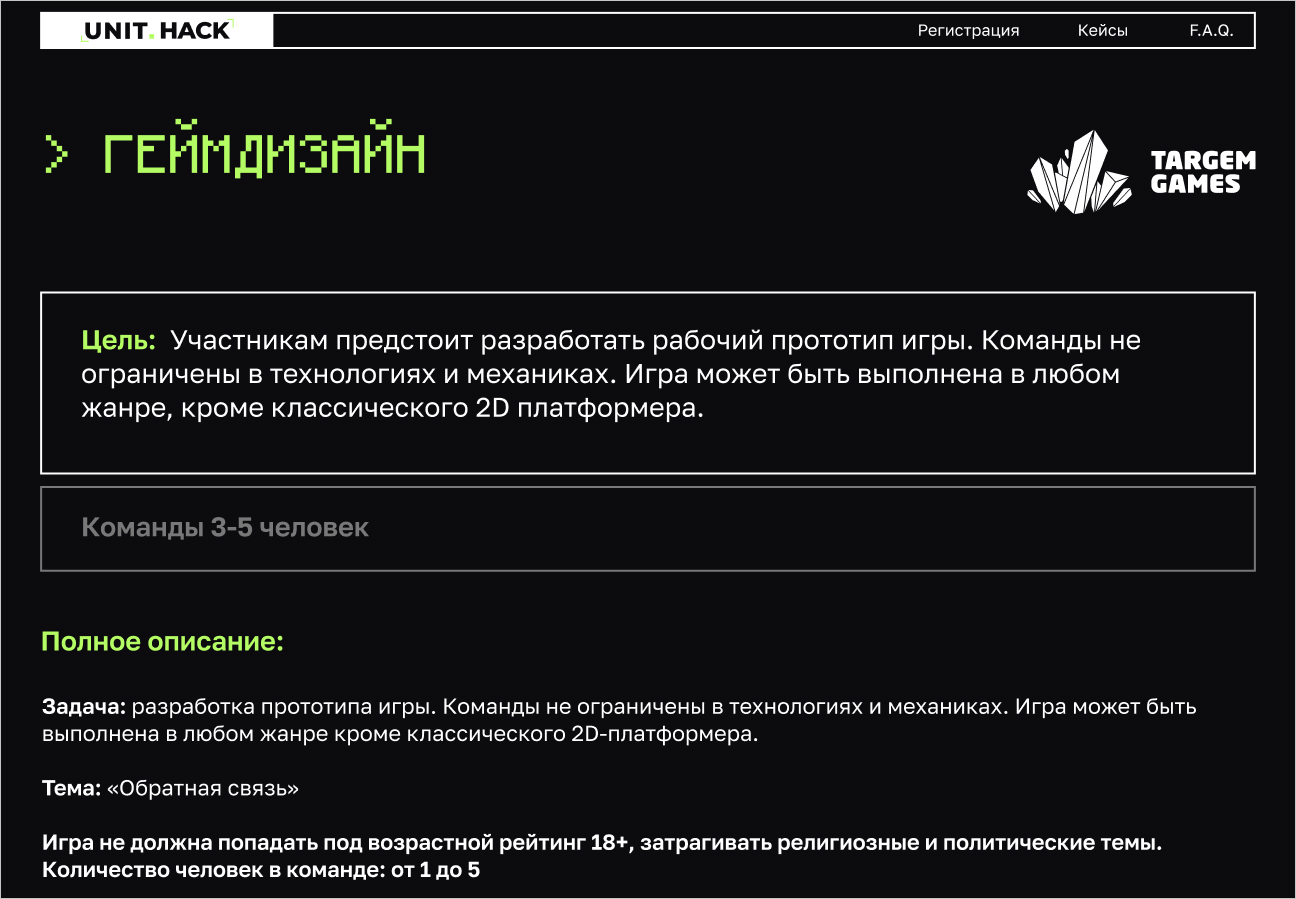 UNIT.HACK
Регистрация
Кейсы
F.A.Q.
> ГЕЙМДИЗАЙН
TARGEM
GAMES
Цель: Участникам предстоит разработать рабочий прототип игры. Команды не
ограничены в технологиях и механиках. Игра может быть выполнена в любом
жанре, кроме классического 2D платформера.
Команды 3-5 человек
Полное описание:
Задача: разработка прототипа игры. Команды не ограничены в технологиях и механиках. Игра может быть
выполнена в любом жанре кроме классического 2D-платформера.
Тема: «Обратная связь»
Игра не должна попадать под возрастной рейтинг 18+, затрагивать религиозные и политические темы.
Количество человек в команде: от 1 до 5